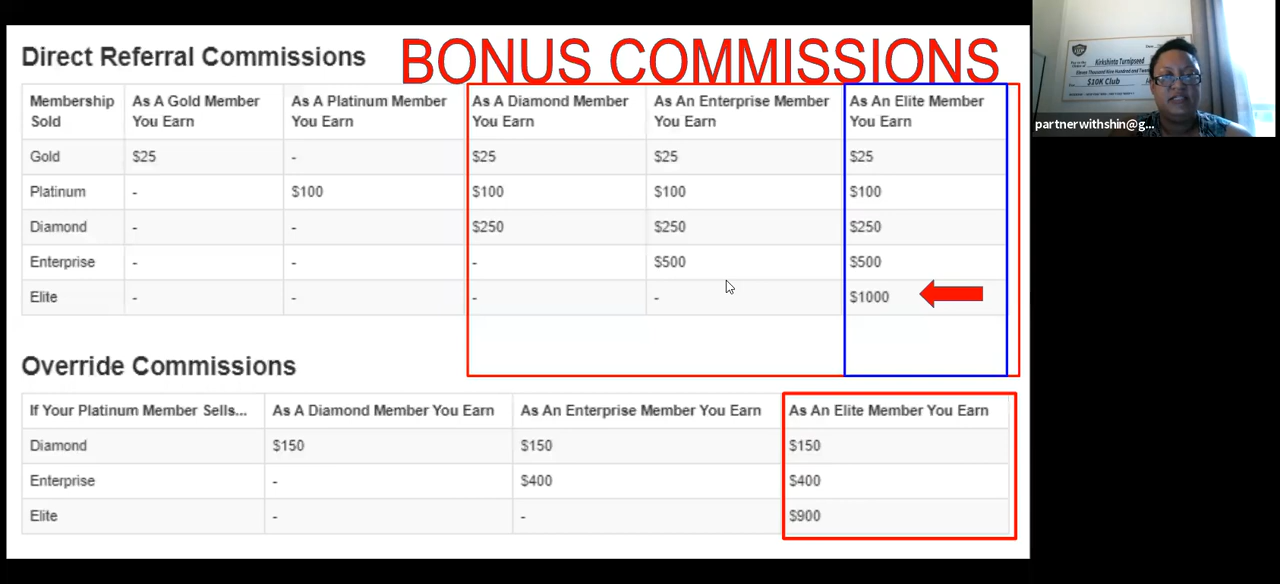 BONUS COMMISSIONS
Direct Referral Commissions
Membership Sold | As A Gold Member You Earn | As A Platinum Member You Earn | As A Diamond Member You Earn | As An Enterprise Member You Earn | As An Elite Member You Earn
Gold | $25 | - | $25 | $25 | $25
Platinum | - | $100 | $100 | $100 | $100
Diamond | - | - | $250 | $250 | $250
Enterprise | - | - | - | $500 | $500
Elite | - | - | - | - | $1000
Override Commissions
If Your Platinum Member Sells... | As A Diamond Member You Earn | As An Enterprise Member You Earn | As An Elite Member You Earn
Diamond | $150 | $150 | $150
Enterprise | - | $400 | $400
Elite | - | - | $900
Kirkshinta Turnipseed
$10K Club
partnerwithshin@g...